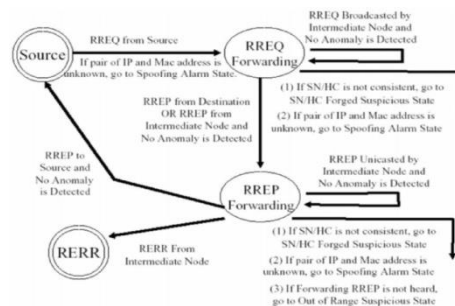 Source
RREQ from Source
If pair of IP and Mac address is
unknown, go to Spoofing Alarm State.
RREQ
Forwarding
RREQ Broadcasted by
Intermediate Node and
No Anomaly is Detected
(1) If SN/HC is not consistent, go to
SN/HC Forged Suspicious State
(2) If pair of IP and Mac address is
unknown, go to Spoofing Alarm State
RREP from Destination
OR RREP from
Intermediate Node and
No Anomaly is Detected
RREP to
Source and
No Anomaly
is Detected
RREP
Forwarding
RREP Unicasted by
Intermediate Node and
No Anomaly is Detected
RERR
RERR From
Intermediate Node
(1) If SN/HC is not consistent, go to
SN/HC Forged Suspicious State
(2) If pair of IP and Mac address is
unknown, go to Spoofing Alarm State
(3) If Forwarding RREP is not heard,
go to Out of Range Suspicious State